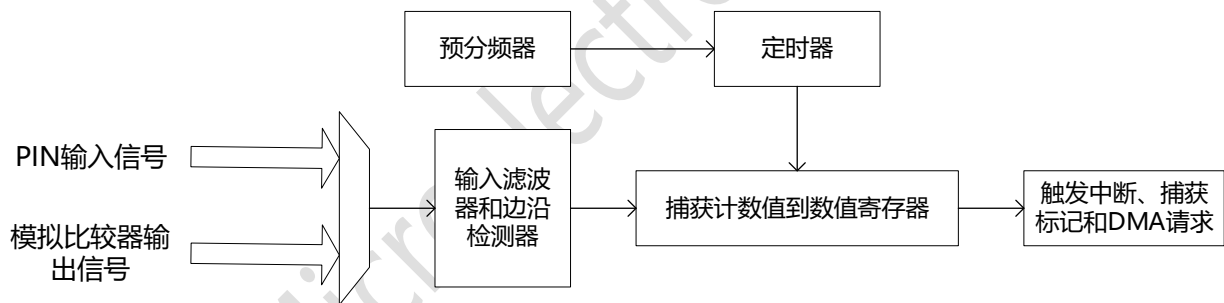 预分频器
定时器
PIN输入信号
模拟比较器输
出信号
输入滤波
器和边沿
检测器
捕获计数值到数值寄存器
触发中断、捕获
标记和DMA请求